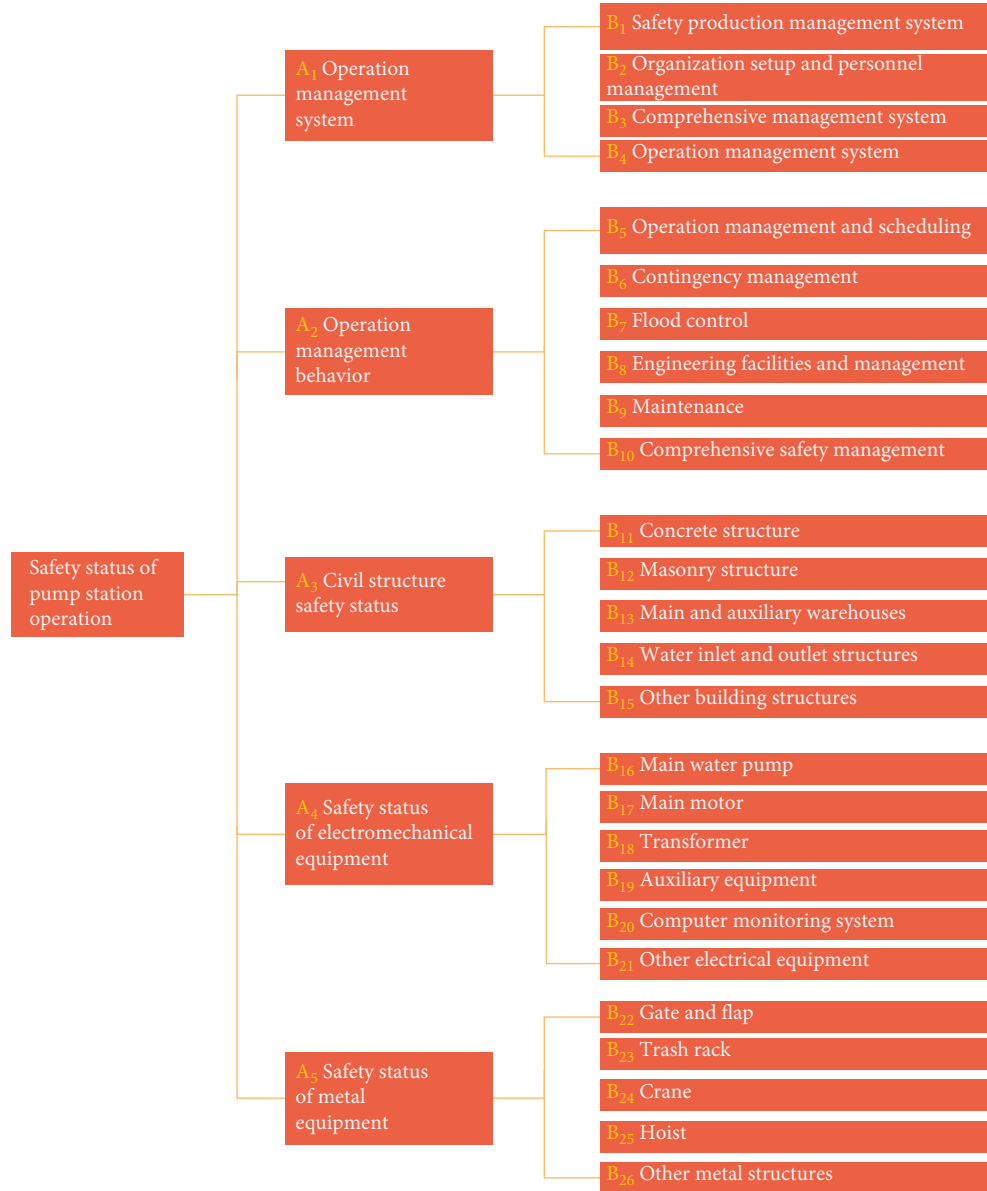 Safety status of
pump station
operation
A₁ Operation
management
system
B₁ Safety production management system
B₂ Organization setup and personnel
management
B₃ Comprehensive management system
B₄ Operation management system
A₂ Operation
management
behavior
B₅ Operation management and scheduling
B₆ Contingency management
B₇ Flood control
B₈ Engineering facilities and management
B₉ Maintenance
B₁₀ Comprehensive safety management
A₃ Civil structure
safety status
B₁₁ Concrete structure
B₁₂ Masonry structure
B₁₃ Main and auxiliary warehouses
B₁₄ Water inlet and outlet structures
B₁₅ Other building structures
A₄ Safety status
of electromechanical
equipment
B₁₆ Main water pump
B₁₇ Main motor
B₁₈ Transformer
B₁₉ Auxiliary equipment
B₂₀ Computer monitoring system
B₂₁ Other electrical equipment
A₅ Safety status
of metal
equipment
B₂₂ Gate and flap
B₂₃ Trash rack
B₂₄ Crane
B₂₅ Hoist
B₂₆ Other metal structures